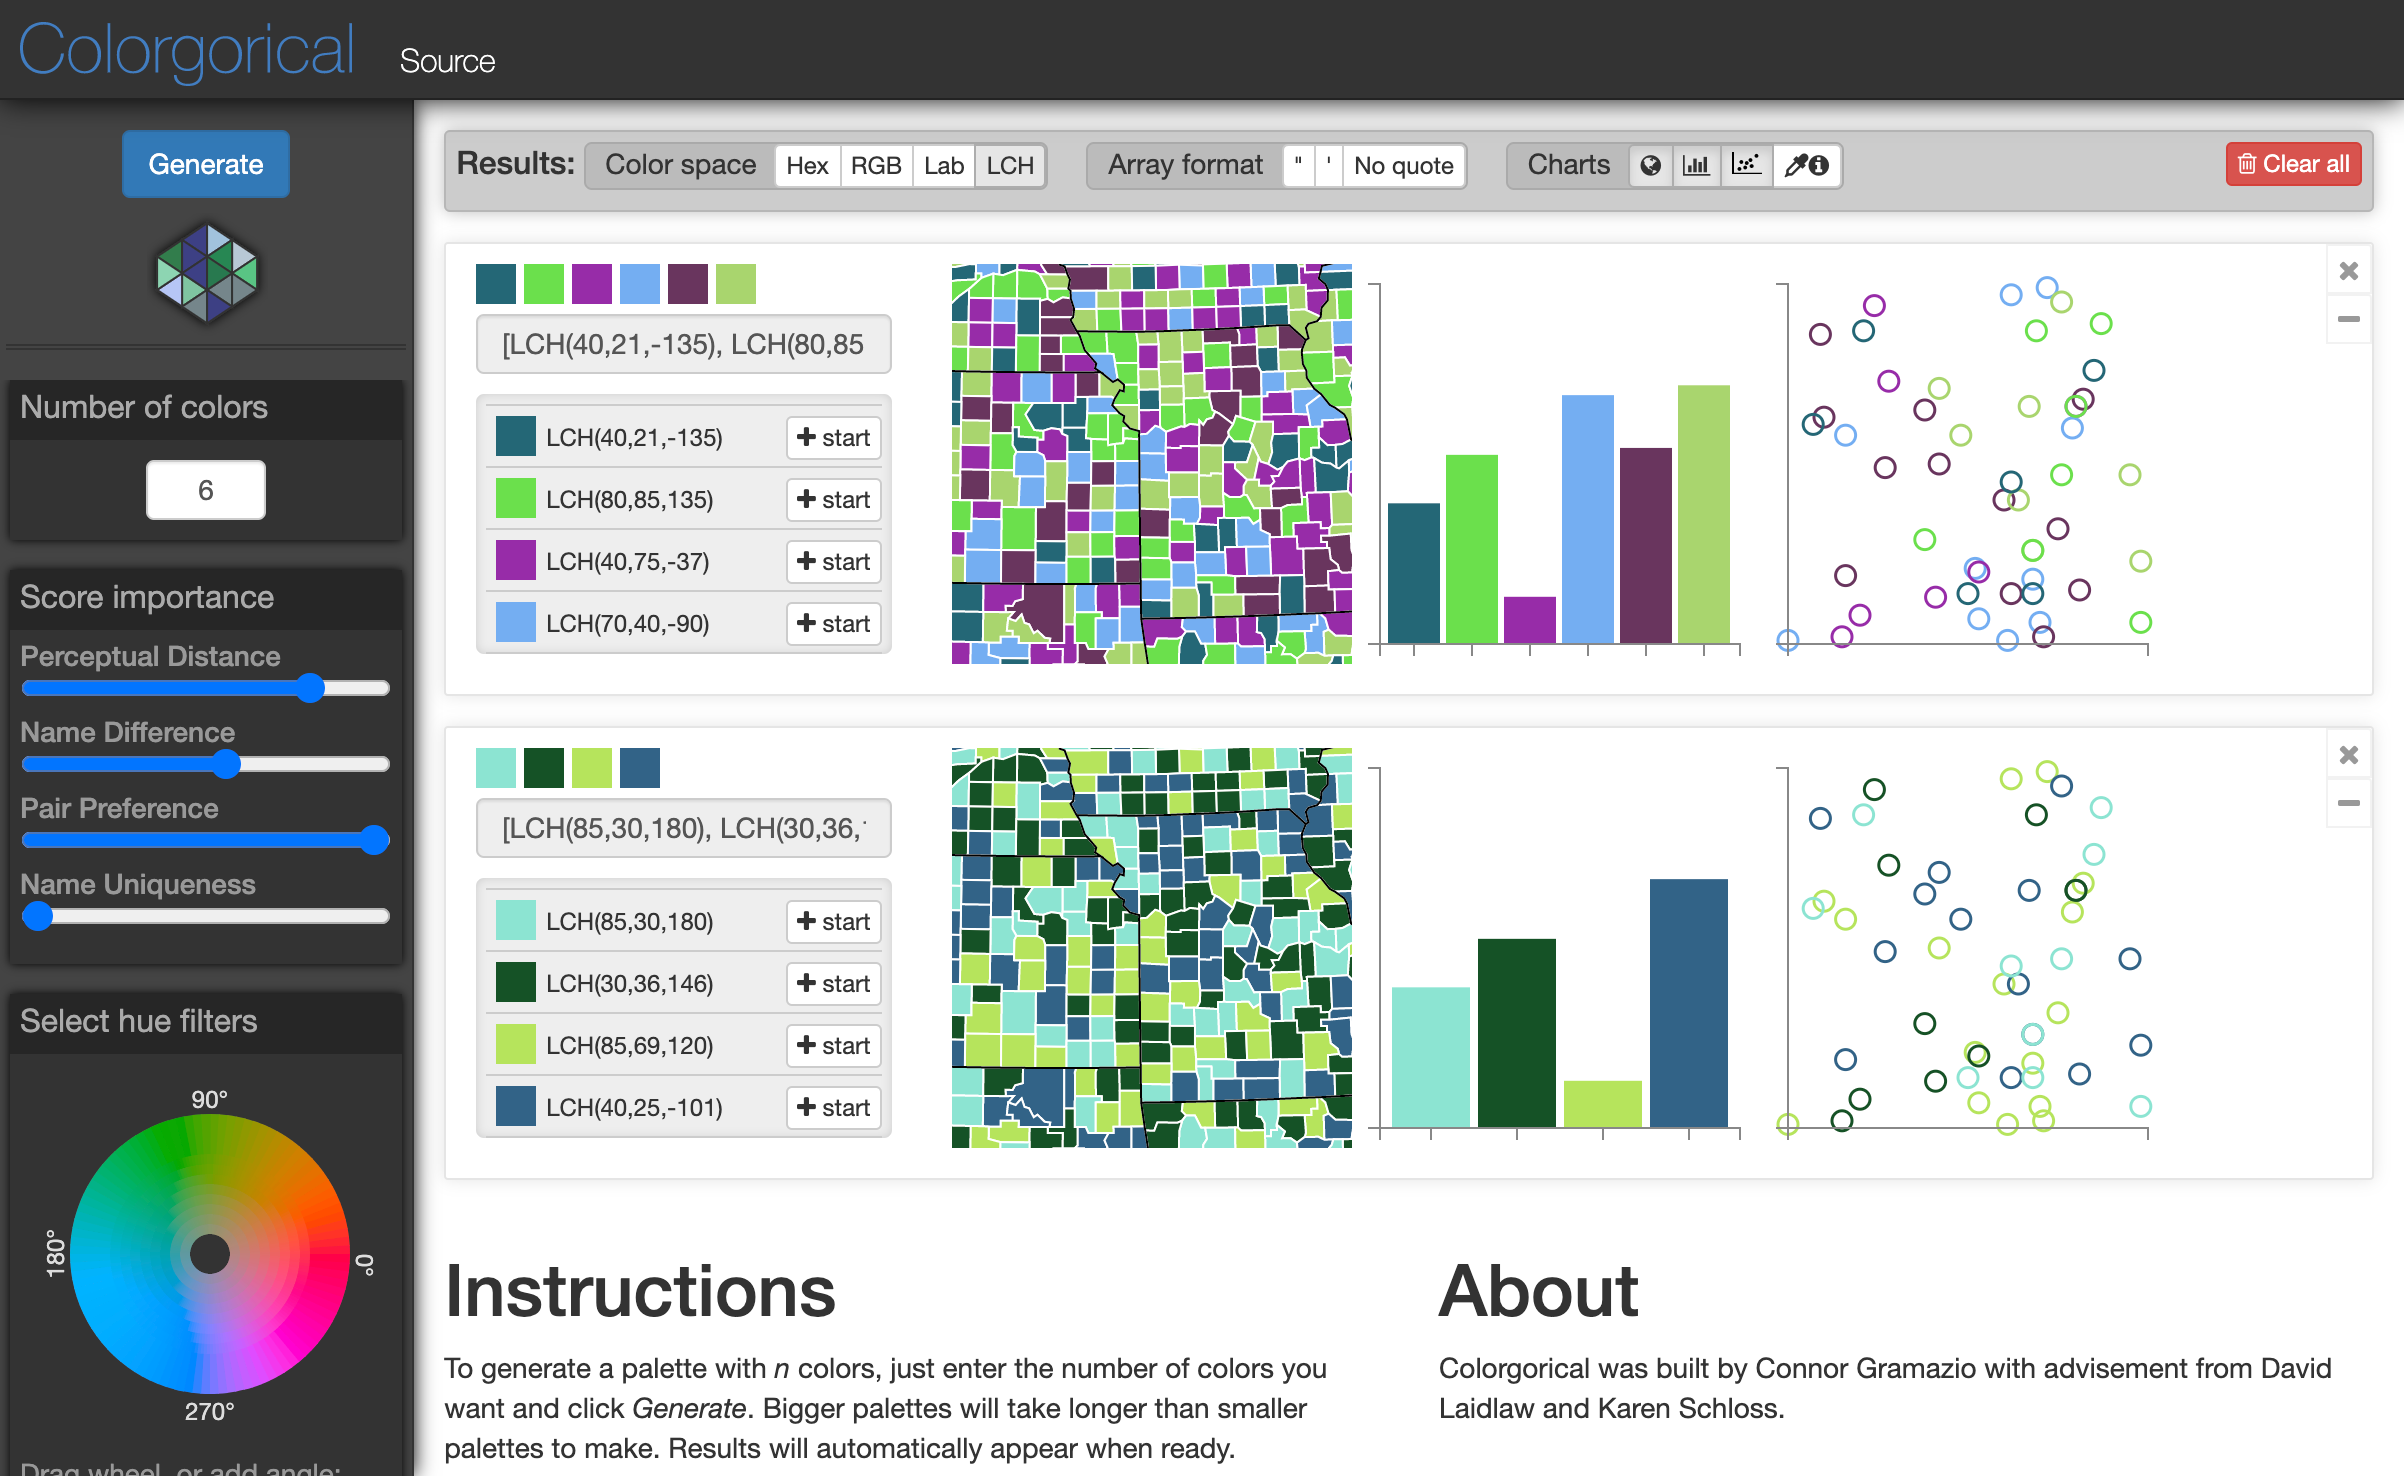 Colorgorical Source
Generate
Number of colors
6
Score importance
Perceptual Distance
Name Difference
Pair Preference
Name Uniqueness
Select hue filters
90°
180°
0°
270°
Drag wheel, or add angle:
Results: Color space Hex RGB Lab LCH Array format " ' No quote Charts Clear all
[LCH(40,21,-135), LCH(80,85
LCH(40,21,-135) start
LCH(80,85,135) start
LCH(40,75,-37) start
LCH(70,40,-90) start
[LCH(85,30,180), LCH(30,36,
LCH(85,30,180) start
LCH(30,36,146) start
LCH(85,69,120) start
LCH(40,25,-101) start
Instructions
To generate a palette with n colors, just enter the number of colors you
want and click Generate. Bigger palettes will take longer than smaller
palettes to make. Results will automatically appear when ready.
About
Colorgorical was built by Connor Gramazio with advisement from David
Laidlaw and Karen Schloss.